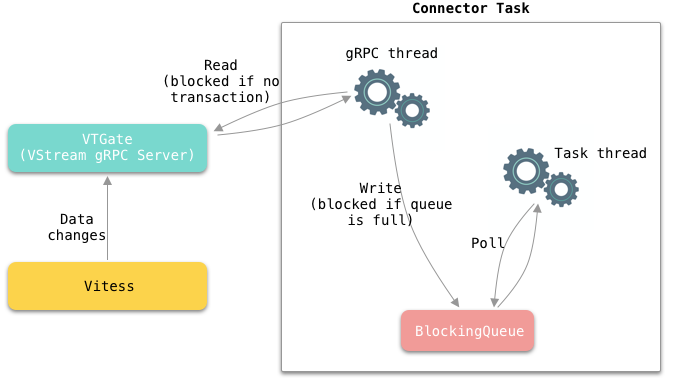 Connector Task
gRPC thread
Read
(blocked if no
transaction)
VTGate
(VStream gRPC Server)
Task thread
Write
(blocked if queue
is full)
Data
changes
Poll
Vitess
BlockingQueue